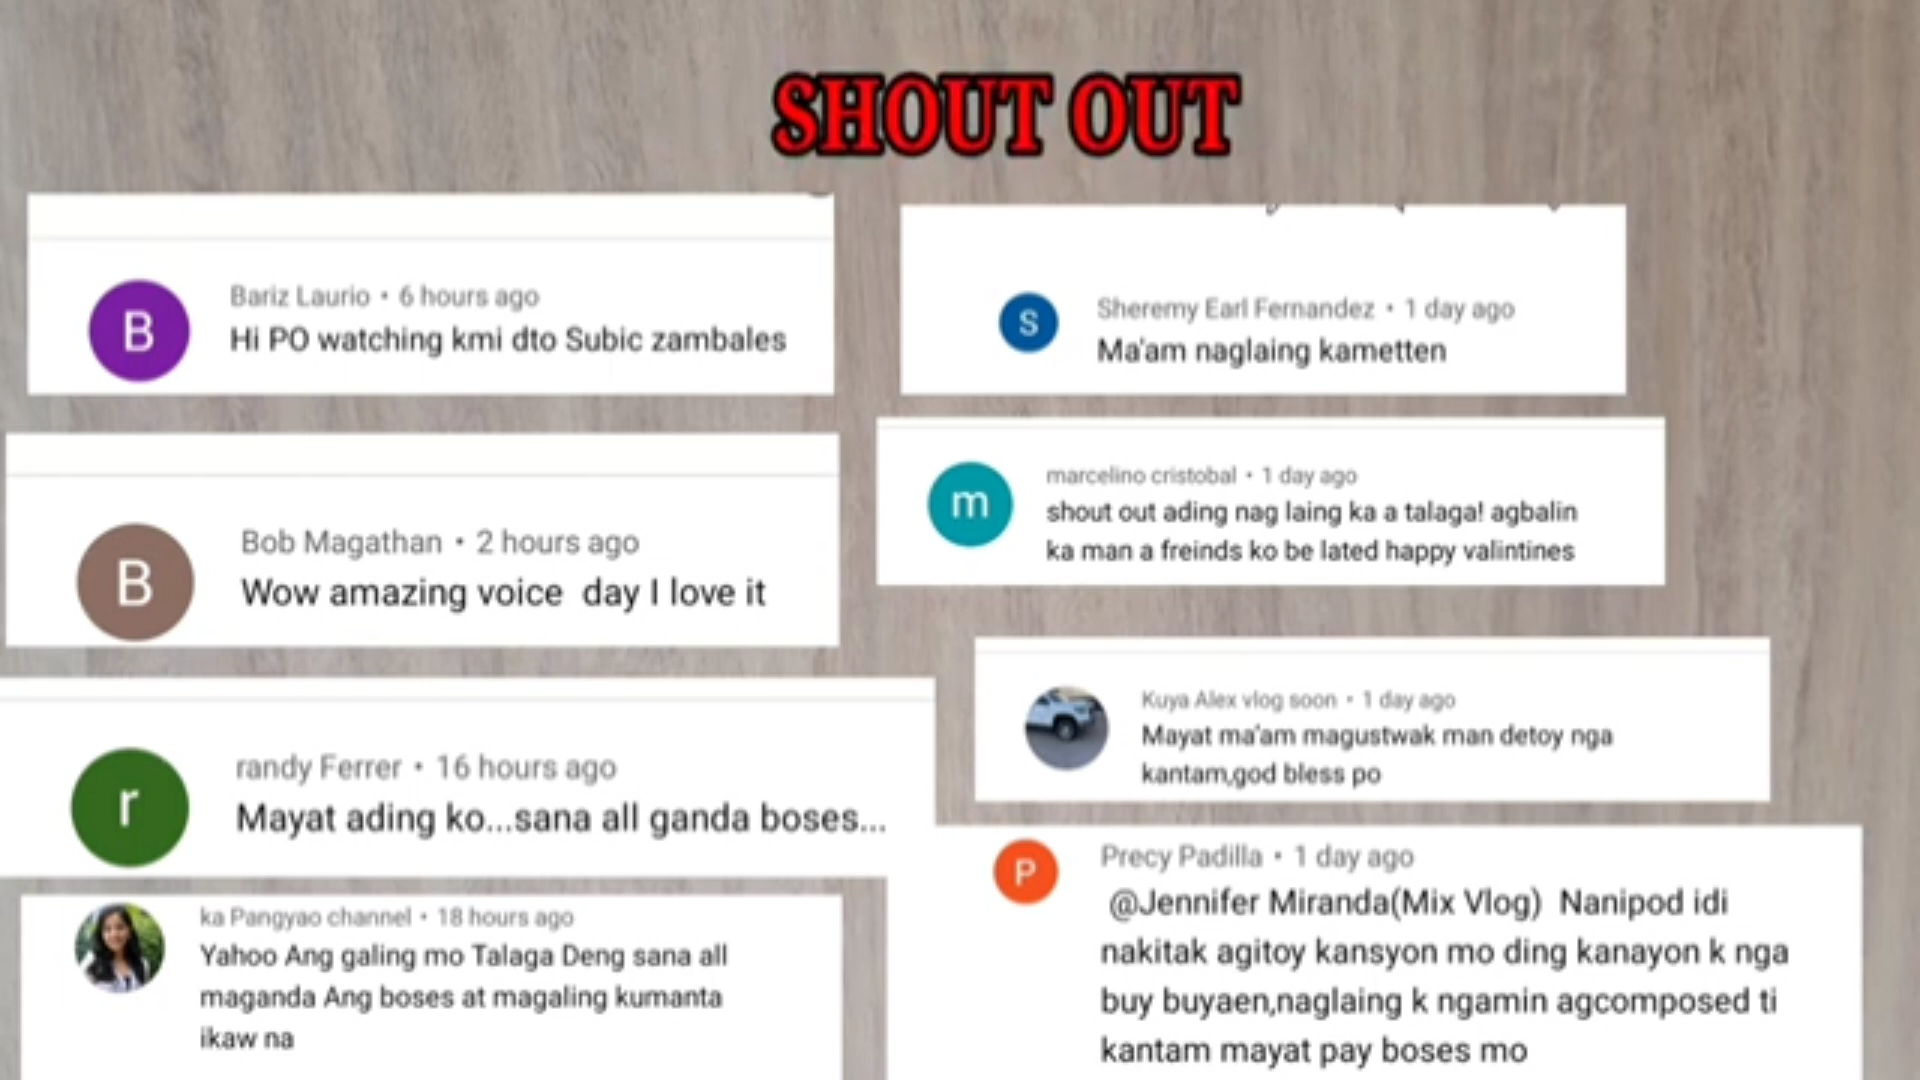 SHOUT OUT
B
Bariz Laurio • 6 hours ago
Hi PO watching kmi dto Subic zambales
B
Bob Magathan • 2 hours ago
Wow amazing voice day I love it
r
randy Ferrer • 16 hours ago
Mayat ading ko...sana all ganda boses...
ka Pangyao channel • 18 hours ago
Yahoo Ang galing mo Talaga Deng sana all
maganda Ang boses at magaling kumanta
ikaw na
S
Sheremy Earl Fernandez • 1 day ago
Ma'am naglaing kametten
m
marcelino cristobal • 1 day ago
shout out ading nag laing ka a talaga! agbalin
ka man a freinds ko be lated happy valintines
Kuya Alex vlog soon • 1 day ago
Mayat ma'am magustwak man detoy nga
kantam,god bless po
P
Precy Padilla • 1 day ago
@Jennifer Miranda(Mix Vlog) Nanipod idi
nakitak agitoy kansyon mo ding kanayon k nga
buy buyaen,naglaing k ngamin agcomposed ti
kantam mayat pay boses mo